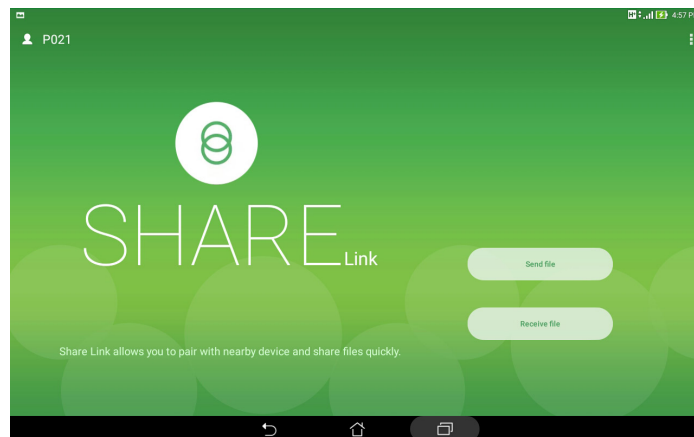 4:57 P
P021
SHARE Link
Send file
Receive file
Share Link allows you to pair with nearby device and share files quickly.